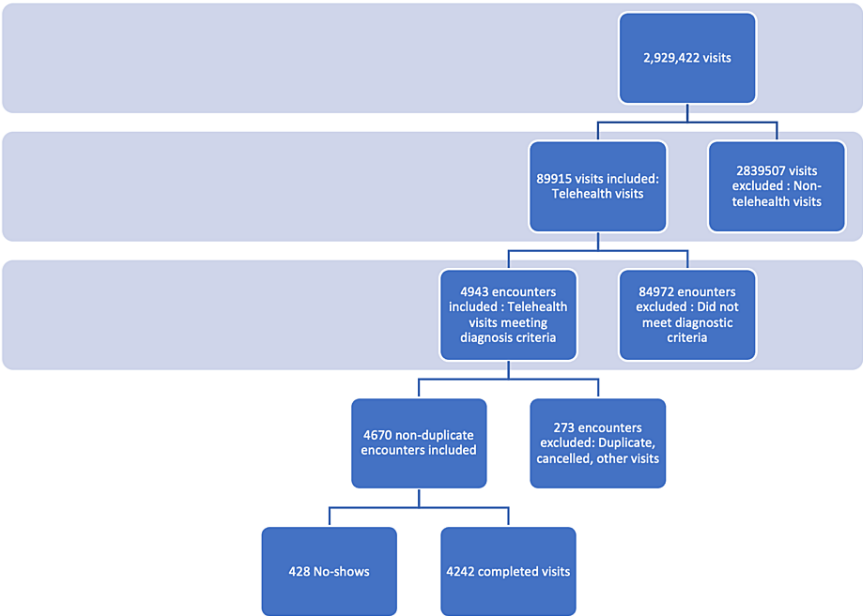 2,929,422 visits
89915 visits included:
Telehealth visits
2839507 visits
excluded : Non-
telehealth visits
4943 encounters
included : Telehealth
visits meeting
diagnosis criteria
84972 enounters
excluded : Did not
meet diagnostic
criteria
4670 non-duplicate
encounters included
273 encounters
excluded: Duplicate,
cancelled, other visits
428 No-shows
4242 completed visits